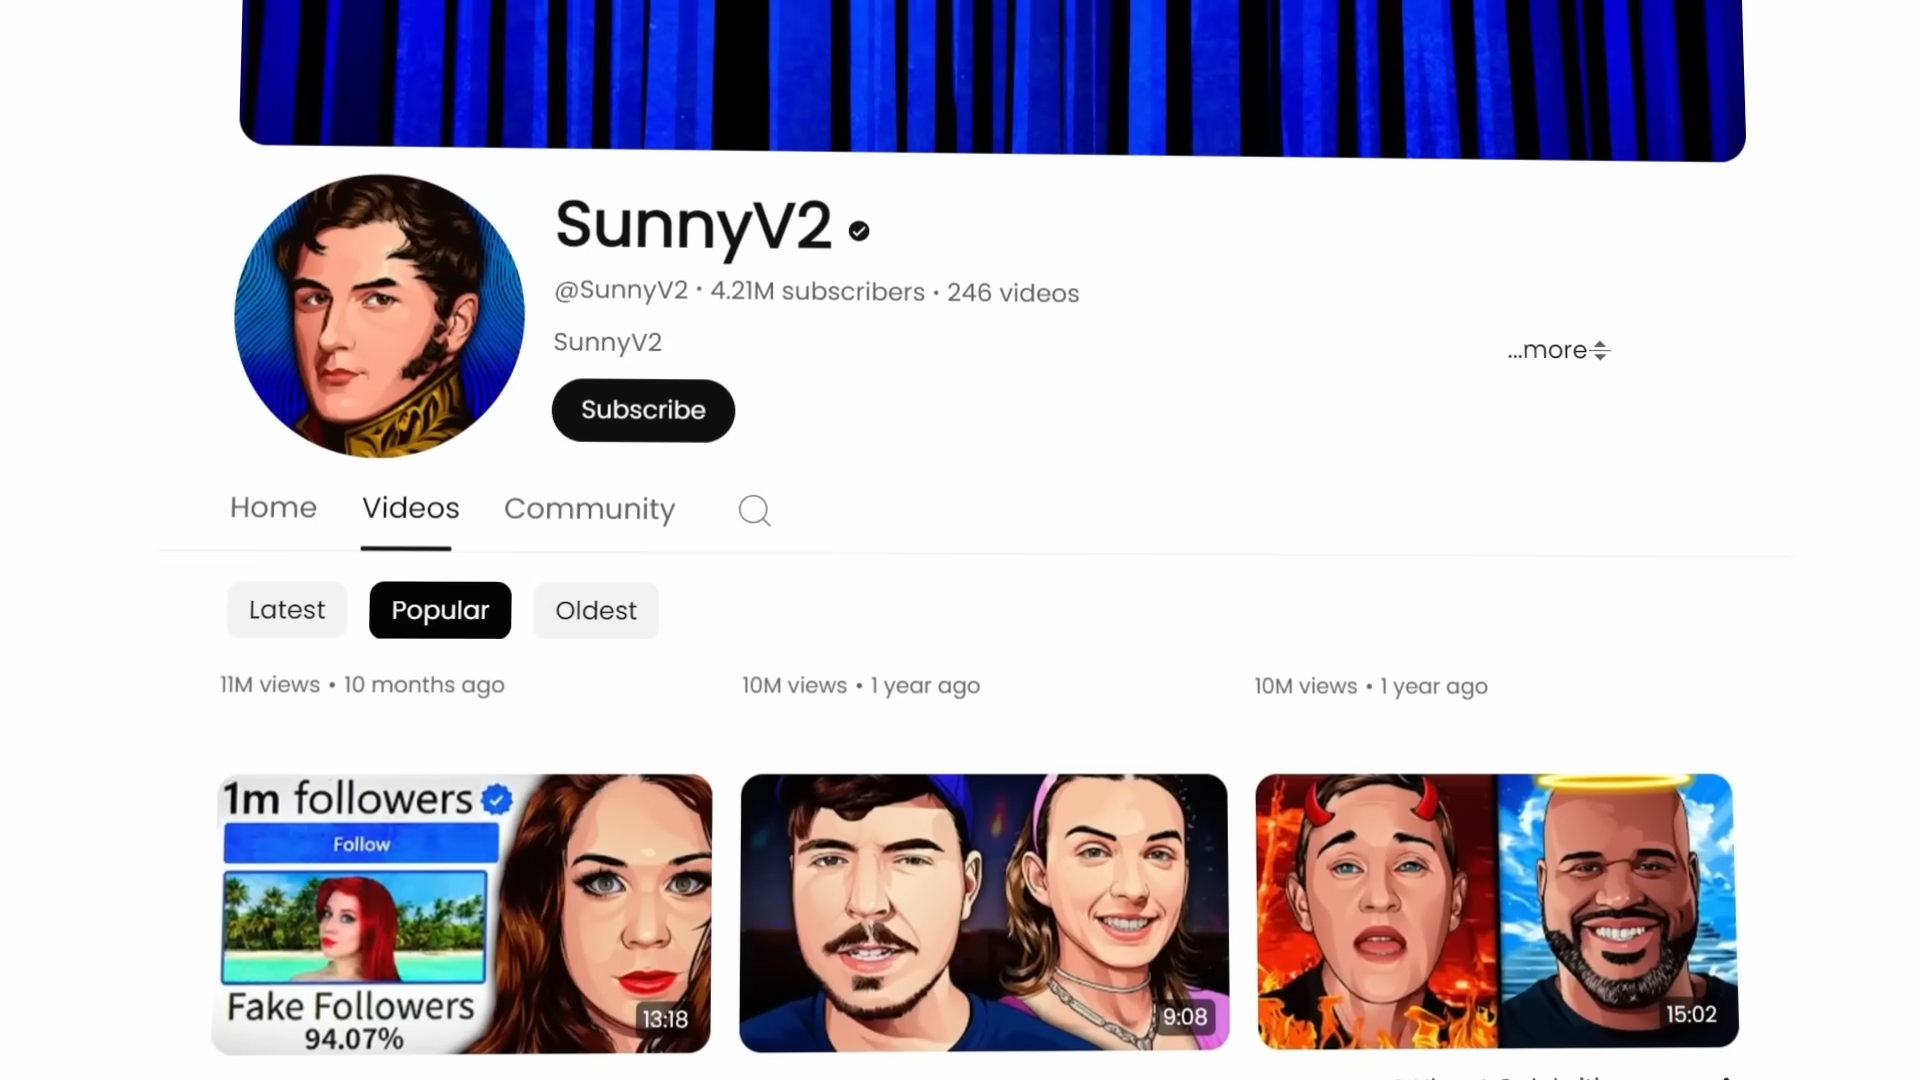 SunnyV2
@SunnyV2 • 4.21M subscribers • 246 videos
SunnyV2
...more
Subscribe
Home Videos Community
Latest Popular Oldest
11M views • 10 months ago
10M views • 1 year ago
10M views • 1 year ago
1m followers
Follow
Fake Followers
94.07%
13:18
9:08
15:02